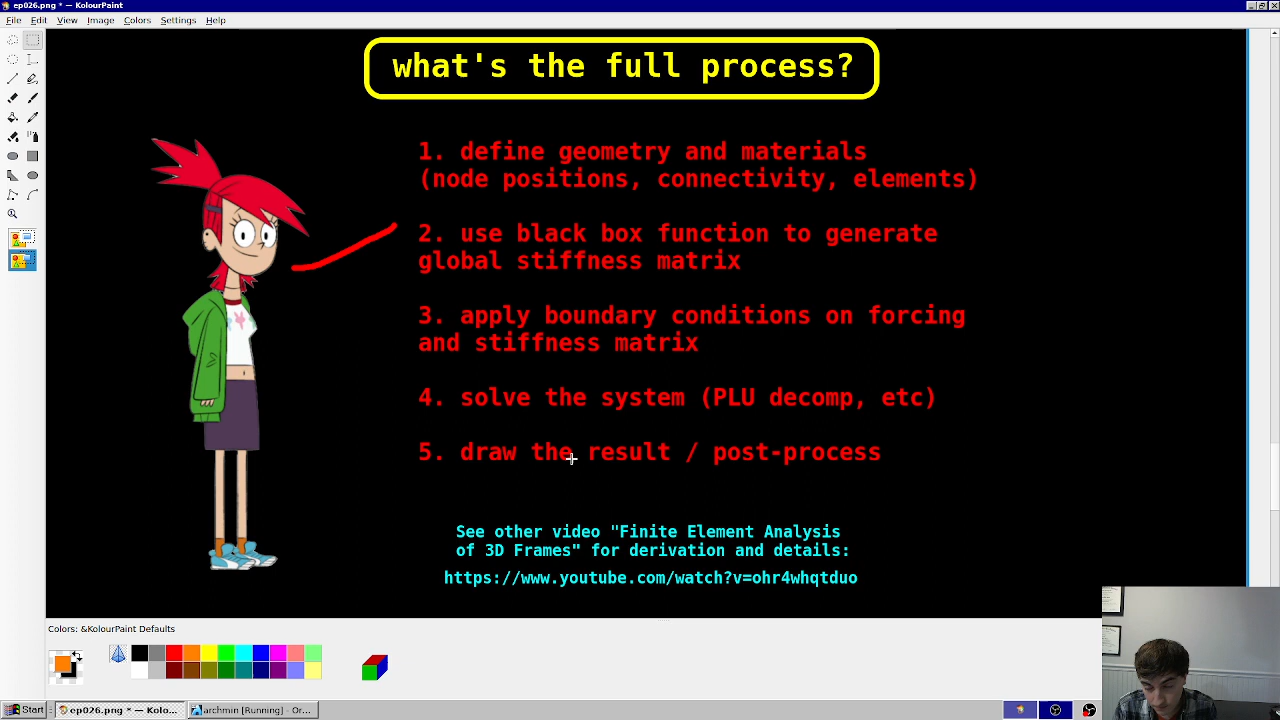 ep026.png * — KolourPaint
File Edit View Image Colors Settings Help
what's the full process?
1. define geometry and materials
(node positions, connectivity, elements)
2. use black box function to generate
global stiffness matrix
3. apply boundary conditions on forcing
and stiffness matrix
4. solve the system (PLU decomp, etc)
5. draw the result / post-process
See other video "Finite Element Analysis
of 3D Frames" for derivation and details:
https://www.youtube.com/watch?v=ohr4whqtduo
Colors: &KolourPaint Defaults
Start ep026.png * — Kolo... archmin [Running] - Or...